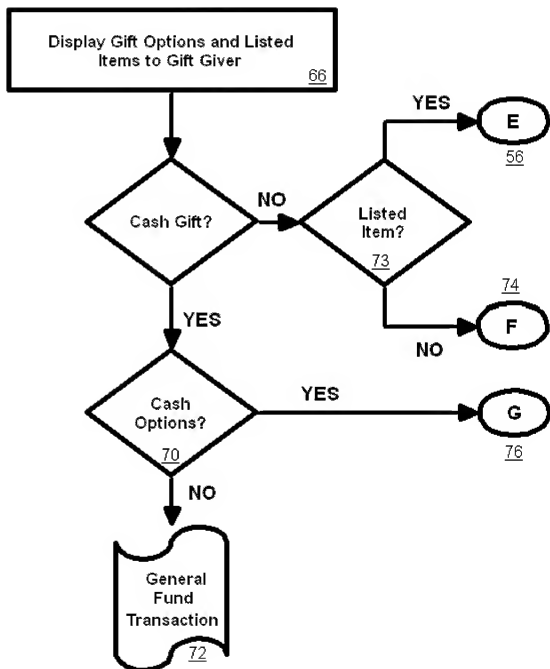 Display Gift Options and Listed
Items to Gift Giver
66
YES
E
56
NO
Cash Gift?
Listed
Item?
73
74
F
NO
YES
Cash
Options?
70
YES
G
76
NO
General
Fund
Transaction
72